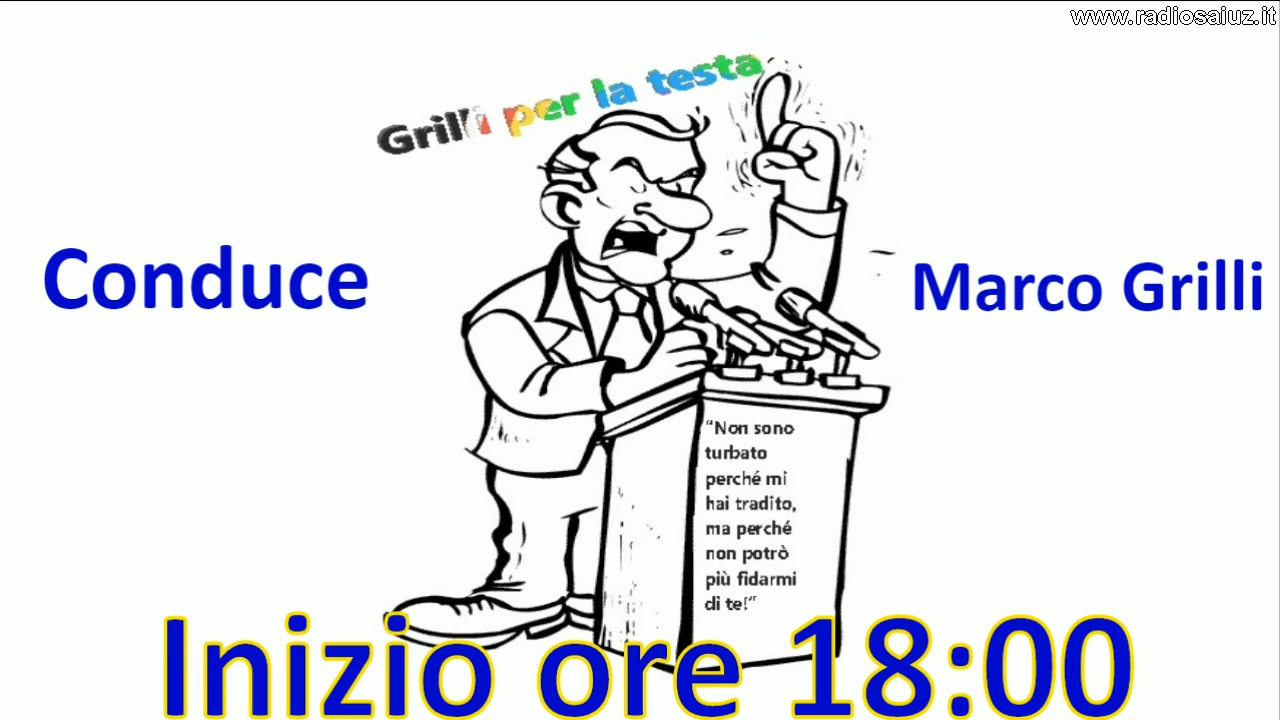 www.radiosaiuz.it
Grilli per la testa
Conduce
Marco Grilli
“Non sono
turbato
perché mi
hai tradito,
ma perché
non potrò
più fidarmi
di te!”
Inizio ore 18:00